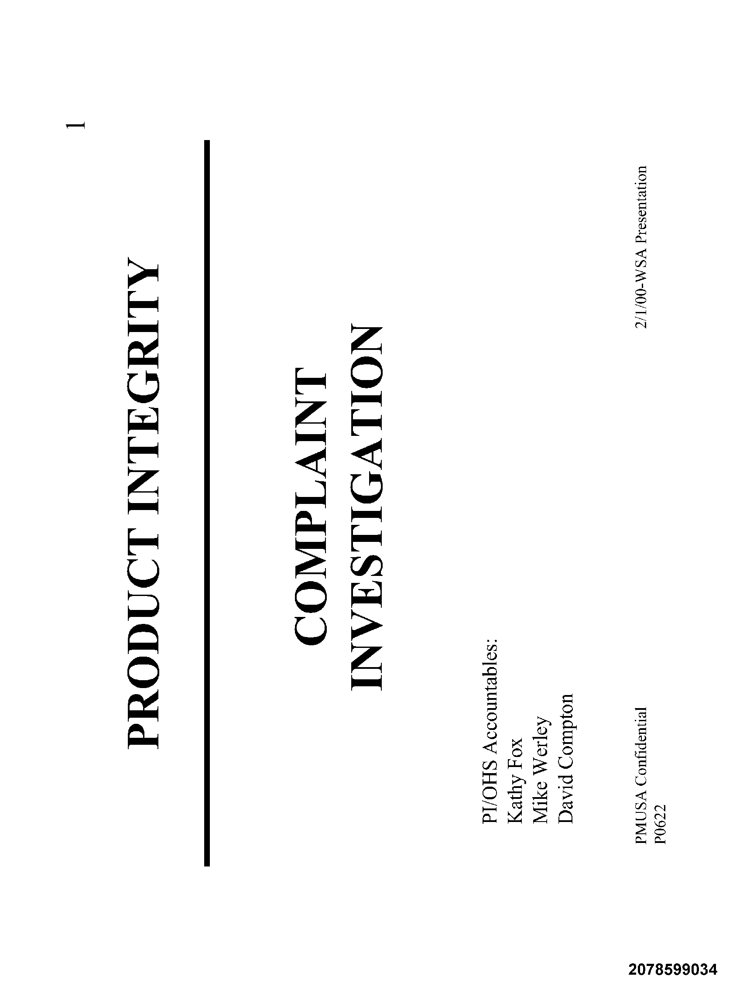 1
PRODUCT INTEGRITY
COMPLAINT
INVESTIGATION
PI/OHS Accountables:
Kathy Fox
Mike Werley
David Compton
PMUSA Confidential
P0622
2/1/00-WSA Presentation
2078599034